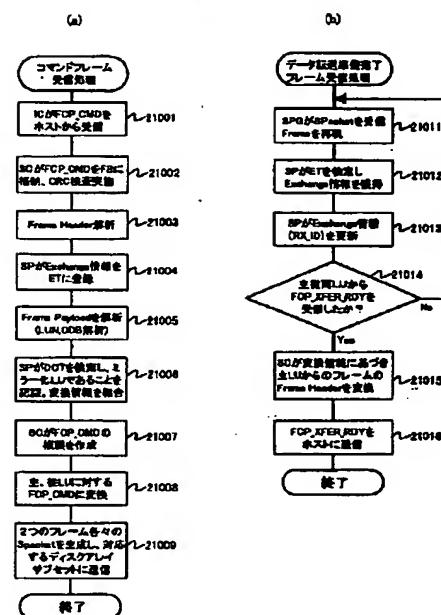 (a)
コマンドフレーム
受信処理
ICがFCP_CMDを
ホストから受信
21001
SCがFCP_CMDをFBに
格納、CRC検査実施
21002
Frame Header解析
21003
SPがExchange情報を
ETに登録
21004
Frame Payloadを解析
(LUN,CDB解析)
21005
SPがDCTを検索し、ミ
ラー化LUであることを
認識、変換情報を組合
21006
SCがFCP_CMDの
複製を作成
21007
主、従LUに対する
FCP_CMDに変換
21008
2つのフレーム各々の
Spacketを生成し、対応
するディスクアレイ
サブセットに送信
21009
終了
(b)
データ転送準備完了
フレーム受信処理
SPGがSPacketを受信
Frameを再現
21011
SPがETを検索し
Exchange情報を獲得
21012
SPがExchange情報
(RX_ID)を更新
21013
主従両LUから
FCP_XFER_RDYを
受信したか?
21014
No
Yes
SCが変換情報に基づき
主LUからのフレームの
Frame Headerを変換
21015
FCP_XFER_RDYを
ホストに送信
21016
終了